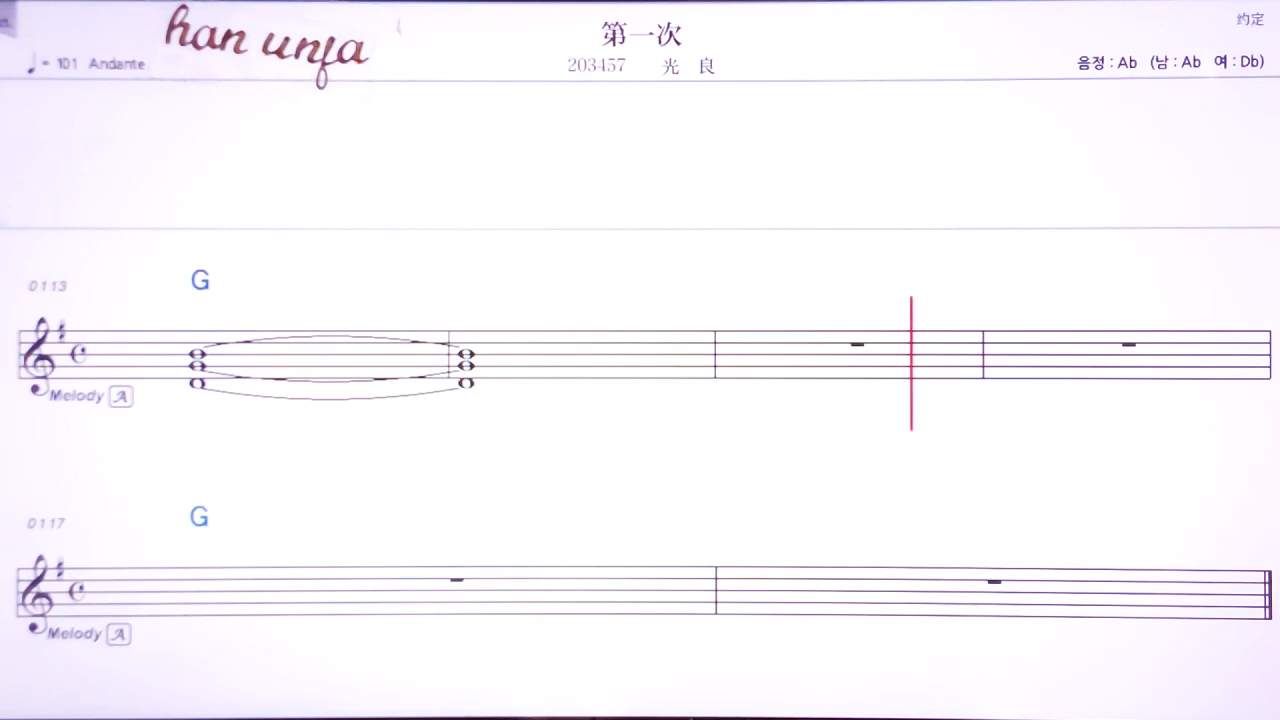 han unfa
第一次
约定
♩= 101 Andante
203457 光 良
음정 : Ab (남 : Ab 여 : Db)
0113
G
Melody A
0117
G
Melody A